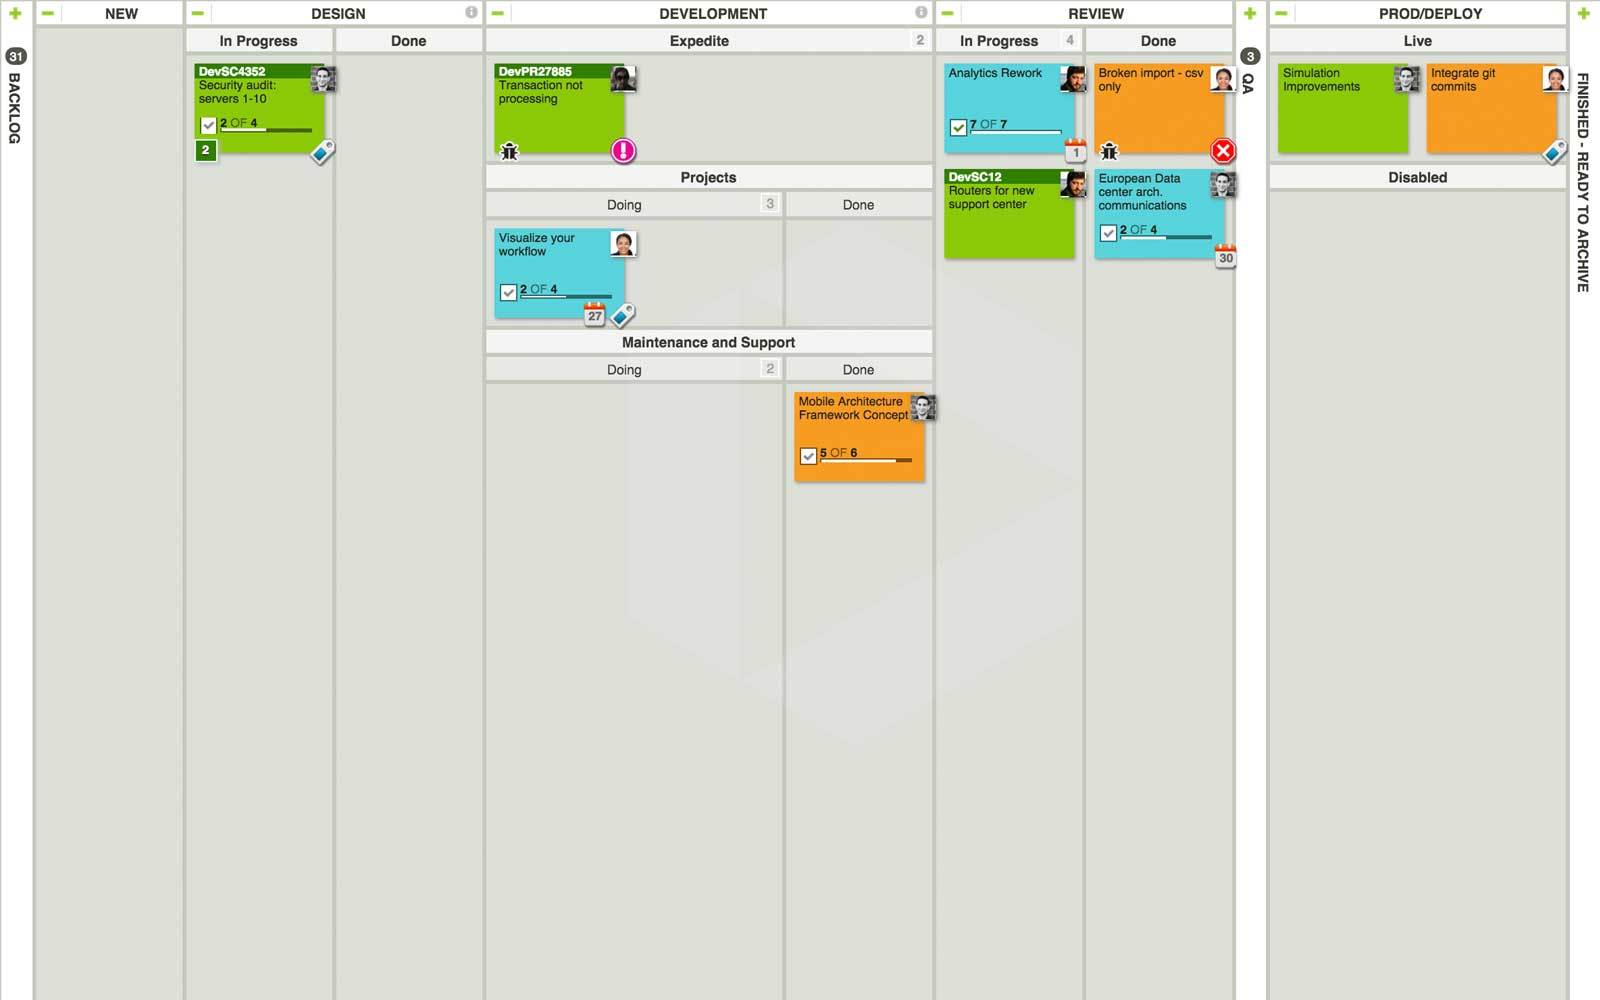 31
BACKLOG
NEW
DESIGN
In Progress
Done
DevSC4352
Security audit:
servers 1-10
2 OF 4
2
DEVELOPMENT
Expedite
2
DevPR27885
Transaction not
processing
Projects
Doing
3
Done
Visualize your
workflow
2 OF 4
27
Maintenance and Support
Doing
2
Done
Mobile Architecture
Framework Concept
5 OF 6
REVIEW
In Progress
4
Done
Analytics Rework
7 OF 7
1
Broken import - csv
only
DevSC12
Routers for new
support center
European Data
center arch.
communications
2 OF 4
30
3
QA
PROD/DEPLOY
Live
Simulation
Improvements
Integrate git
commits
Disabled
FINISHED - READY TO ARCHIVE